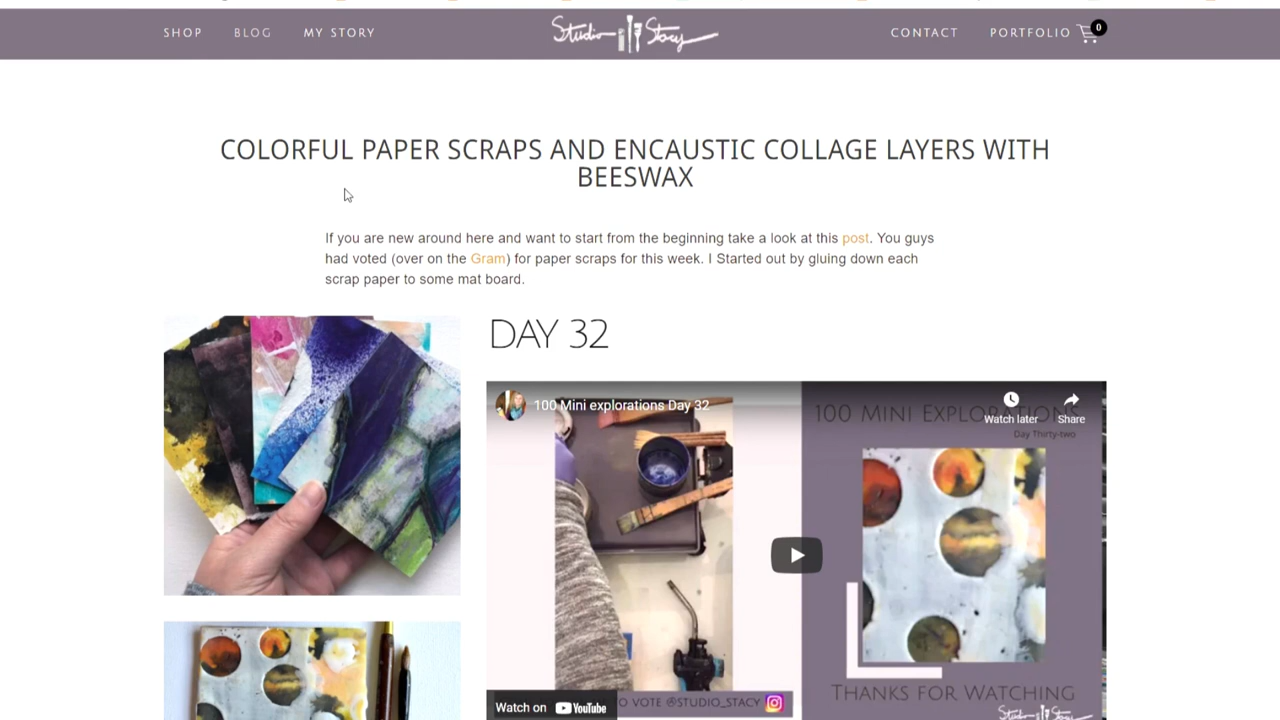 SHOP
BLOG
MY STORY
Studio Stacy
CONTACT
PORTFOLIO
0
COLORFUL PAPER SCRAPS AND ENCAUSTIC COLLAGE LAYERS WITH
BEESWAX
If you are new around here and want to start from the beginning take a look at this post. You guys
had voted (over on the Gram) for paper scraps for this week. I Started out by gluing down each
scrap paper to some mat board.
DAY 32
100 Mini explorations Day 32
Watch later
Share
100 Mini Explorations
Day Thirty-two
Thanks for Watching
Watch on YouTube
O VOTE @STUDIO_STACY
Studio Stacy